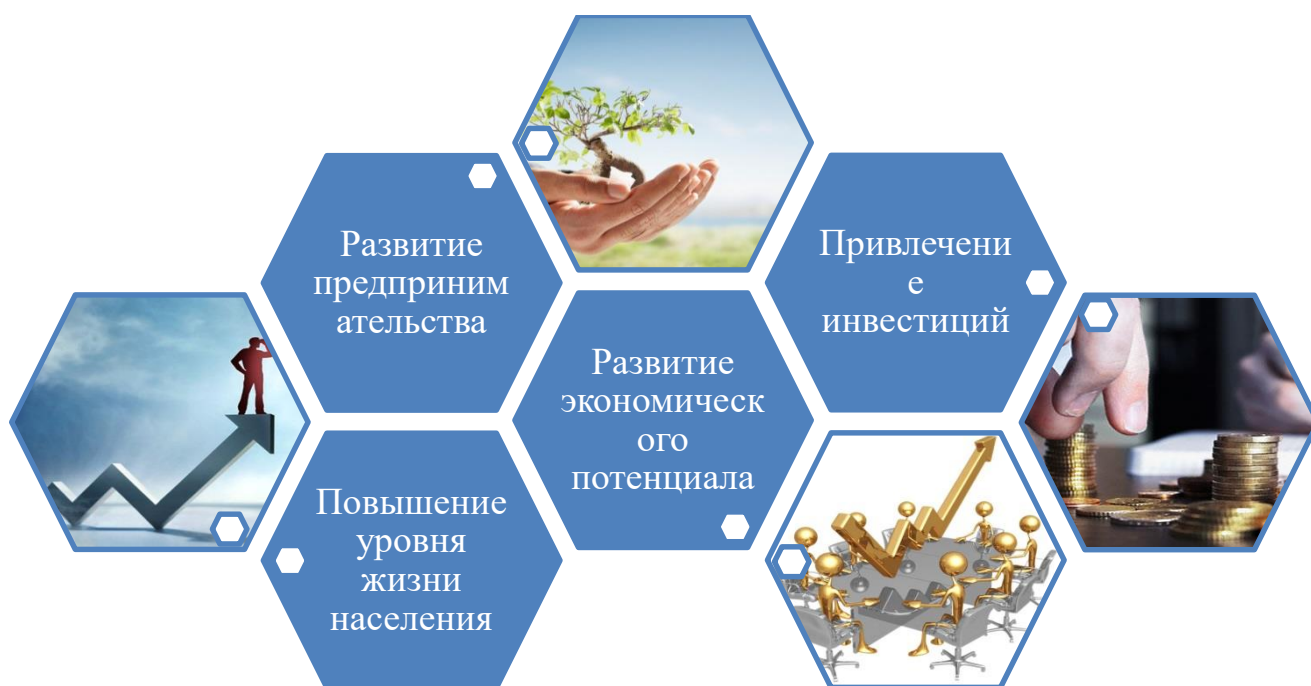 Развитие
предприним
ательства
Привлечени
е
инвестиций
Развитие
экономическ
ого
потенциала
Повышение
уровня
жизни
населения